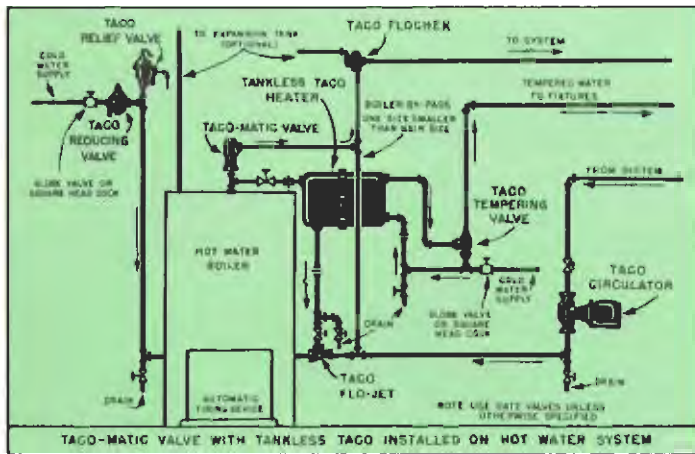 TACO
RELIEF VALVE
COLD
WATER
SUPPLY
TACO
REDUCING
VALVE
GLOBE VALVE OR
SQUARE HEAD COCK
TO EXPANSION TANK
(OPTIONAL)
TANKLESS TACO
HEATER
TACO-MATIC VALVE
TACO FLOCHEK
TO SYSTEM
BOILER BY-PASS
ONE SIZE SMALLER
THAN MAIN SIZE
TEMPERED WATER
TO FIXTURES
FROM SYSTEM
TACO
TEMPERING
VALVE
HOT WATER
BOILER
TACO
CIRCULATOR
COLD
WATER
SUPPLY
GLOBE VALVE
OR SQUARE
HEAD COCK
DRAIN
TACO
FLO-JET
DRAIN
DRAIN
AUTOMATIC
FIRING DEVICE
NOTE USE GATE VALVES UNLESS
OTHERWISE SPECIFIED
TACO-MATIC VALVE WITH TANKLESS TACO INSTALLED ON HOT WATER SYSTEM